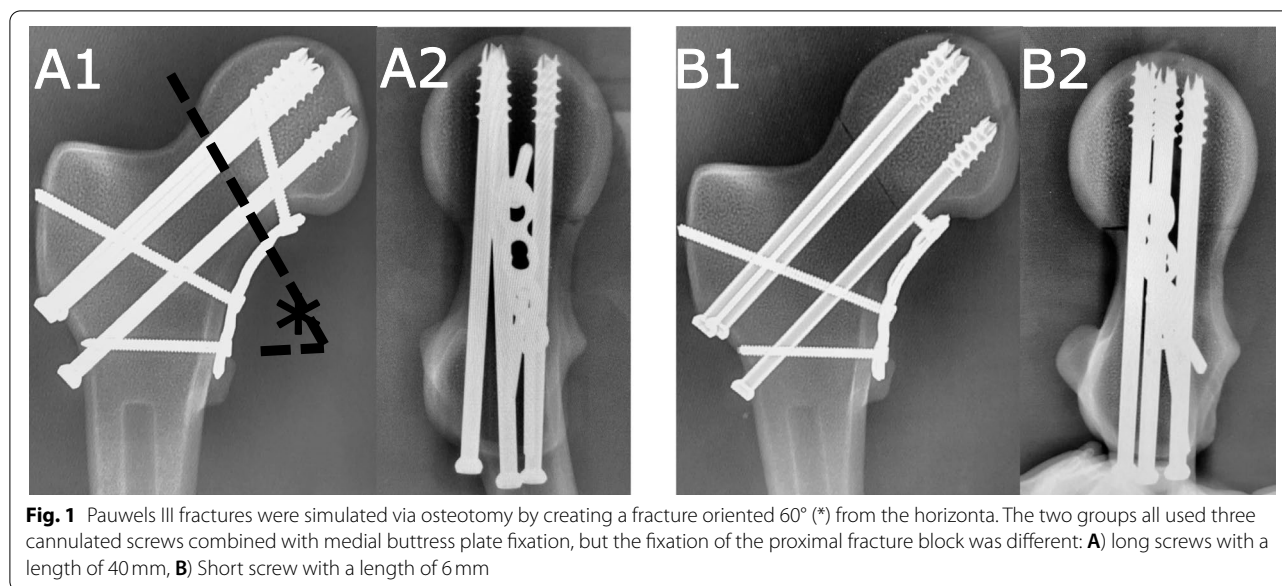 A1 A2 B1 B2
*
Fig. 1 Pauwels III fractures were simulated via osteotomy by creating a fracture oriented 60° (*) from the horizonta. The two groups all used three
cannulated screws combined with medial buttress plate fixation, but the fixation of the proximal fracture block was different: A) long screws with a
length of 40 mm, B) Short screw with a length of 6 mm